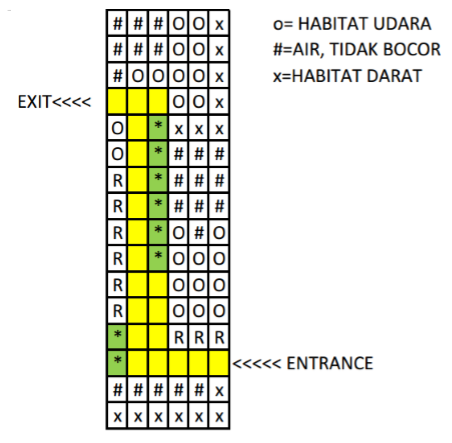 # # # O O x o= HABITAT UDARA
# # # O O x #=AIR, TIDAK BOCOR
# O O O O x x=HABITAT DARAT
EXIT<<<< O O x
O * x x x
O * # # #
R * # # #
R * # # #
R * O # O
R * O O O
R O O O
R O O O
* R R R
* <<<<< ENTRANCE
# # # # # x
x x x x x x